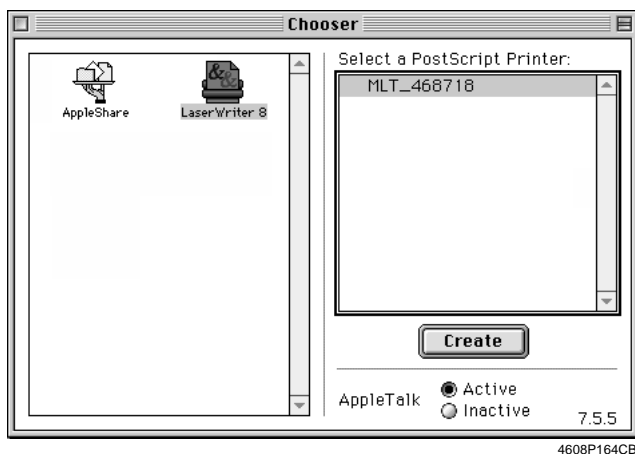 Chooser
AppleShare
LaserWriter 8
Select a PostScript Printer:
MLT_468718
Create
AppleTalk
Active
Inactive
7.5.5
4608P164CB